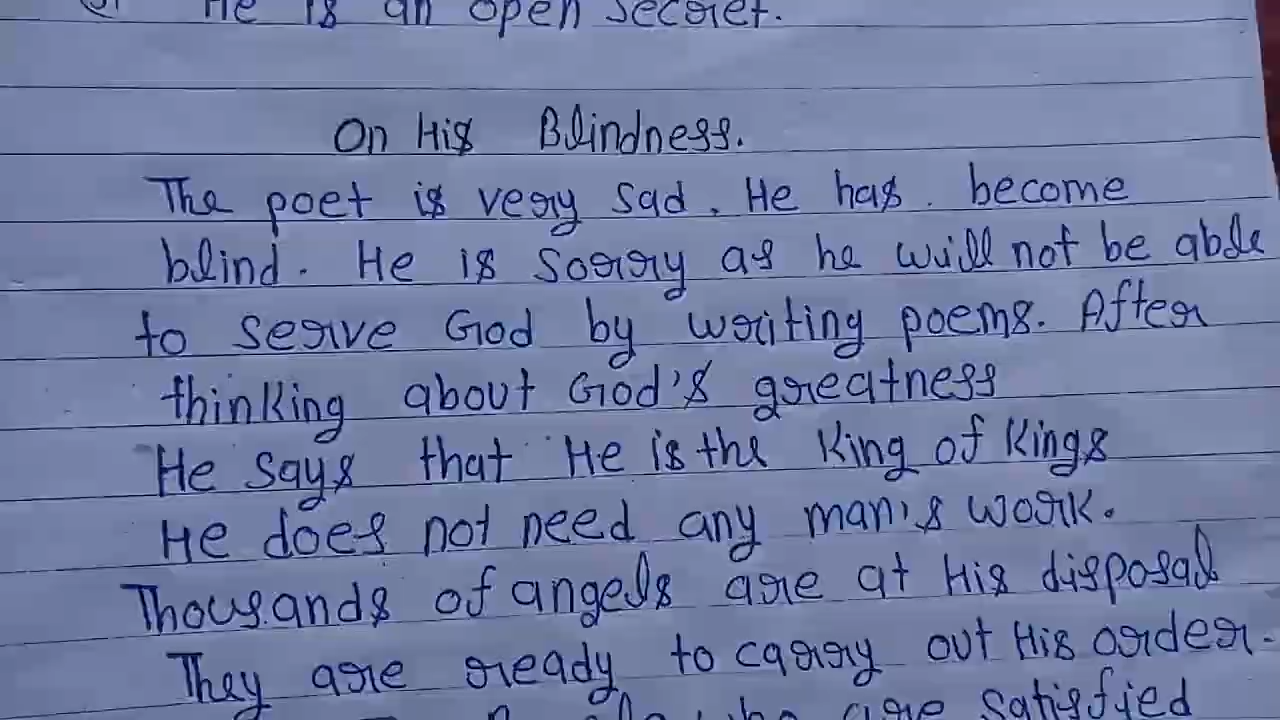 He is an open secret.
On His Blindness.
The poet is very sad. He has become
blind. He is sorry as he will not be able
to serve God by writing poems. After
thinking about God's greatness
He says that He is the King of Kings
He does not need any man's work.
Thousands of angels are at His disposal
They are ready to carry out His order.
are satisfied